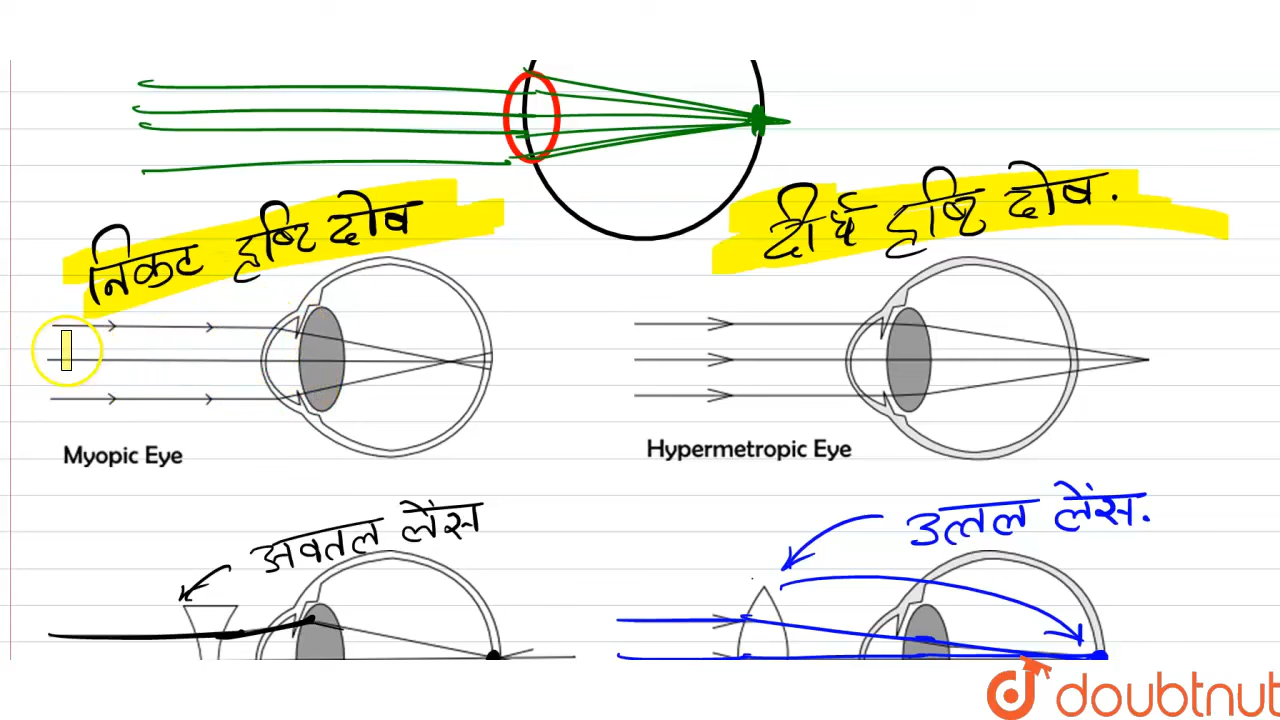 निकट दृष्टि दोष
दीर्घ दृष्टि दोष.
Myopic Eye
Hypermetropic Eye
अवतल लेंस
उत्तल लेंस.
doubtnut